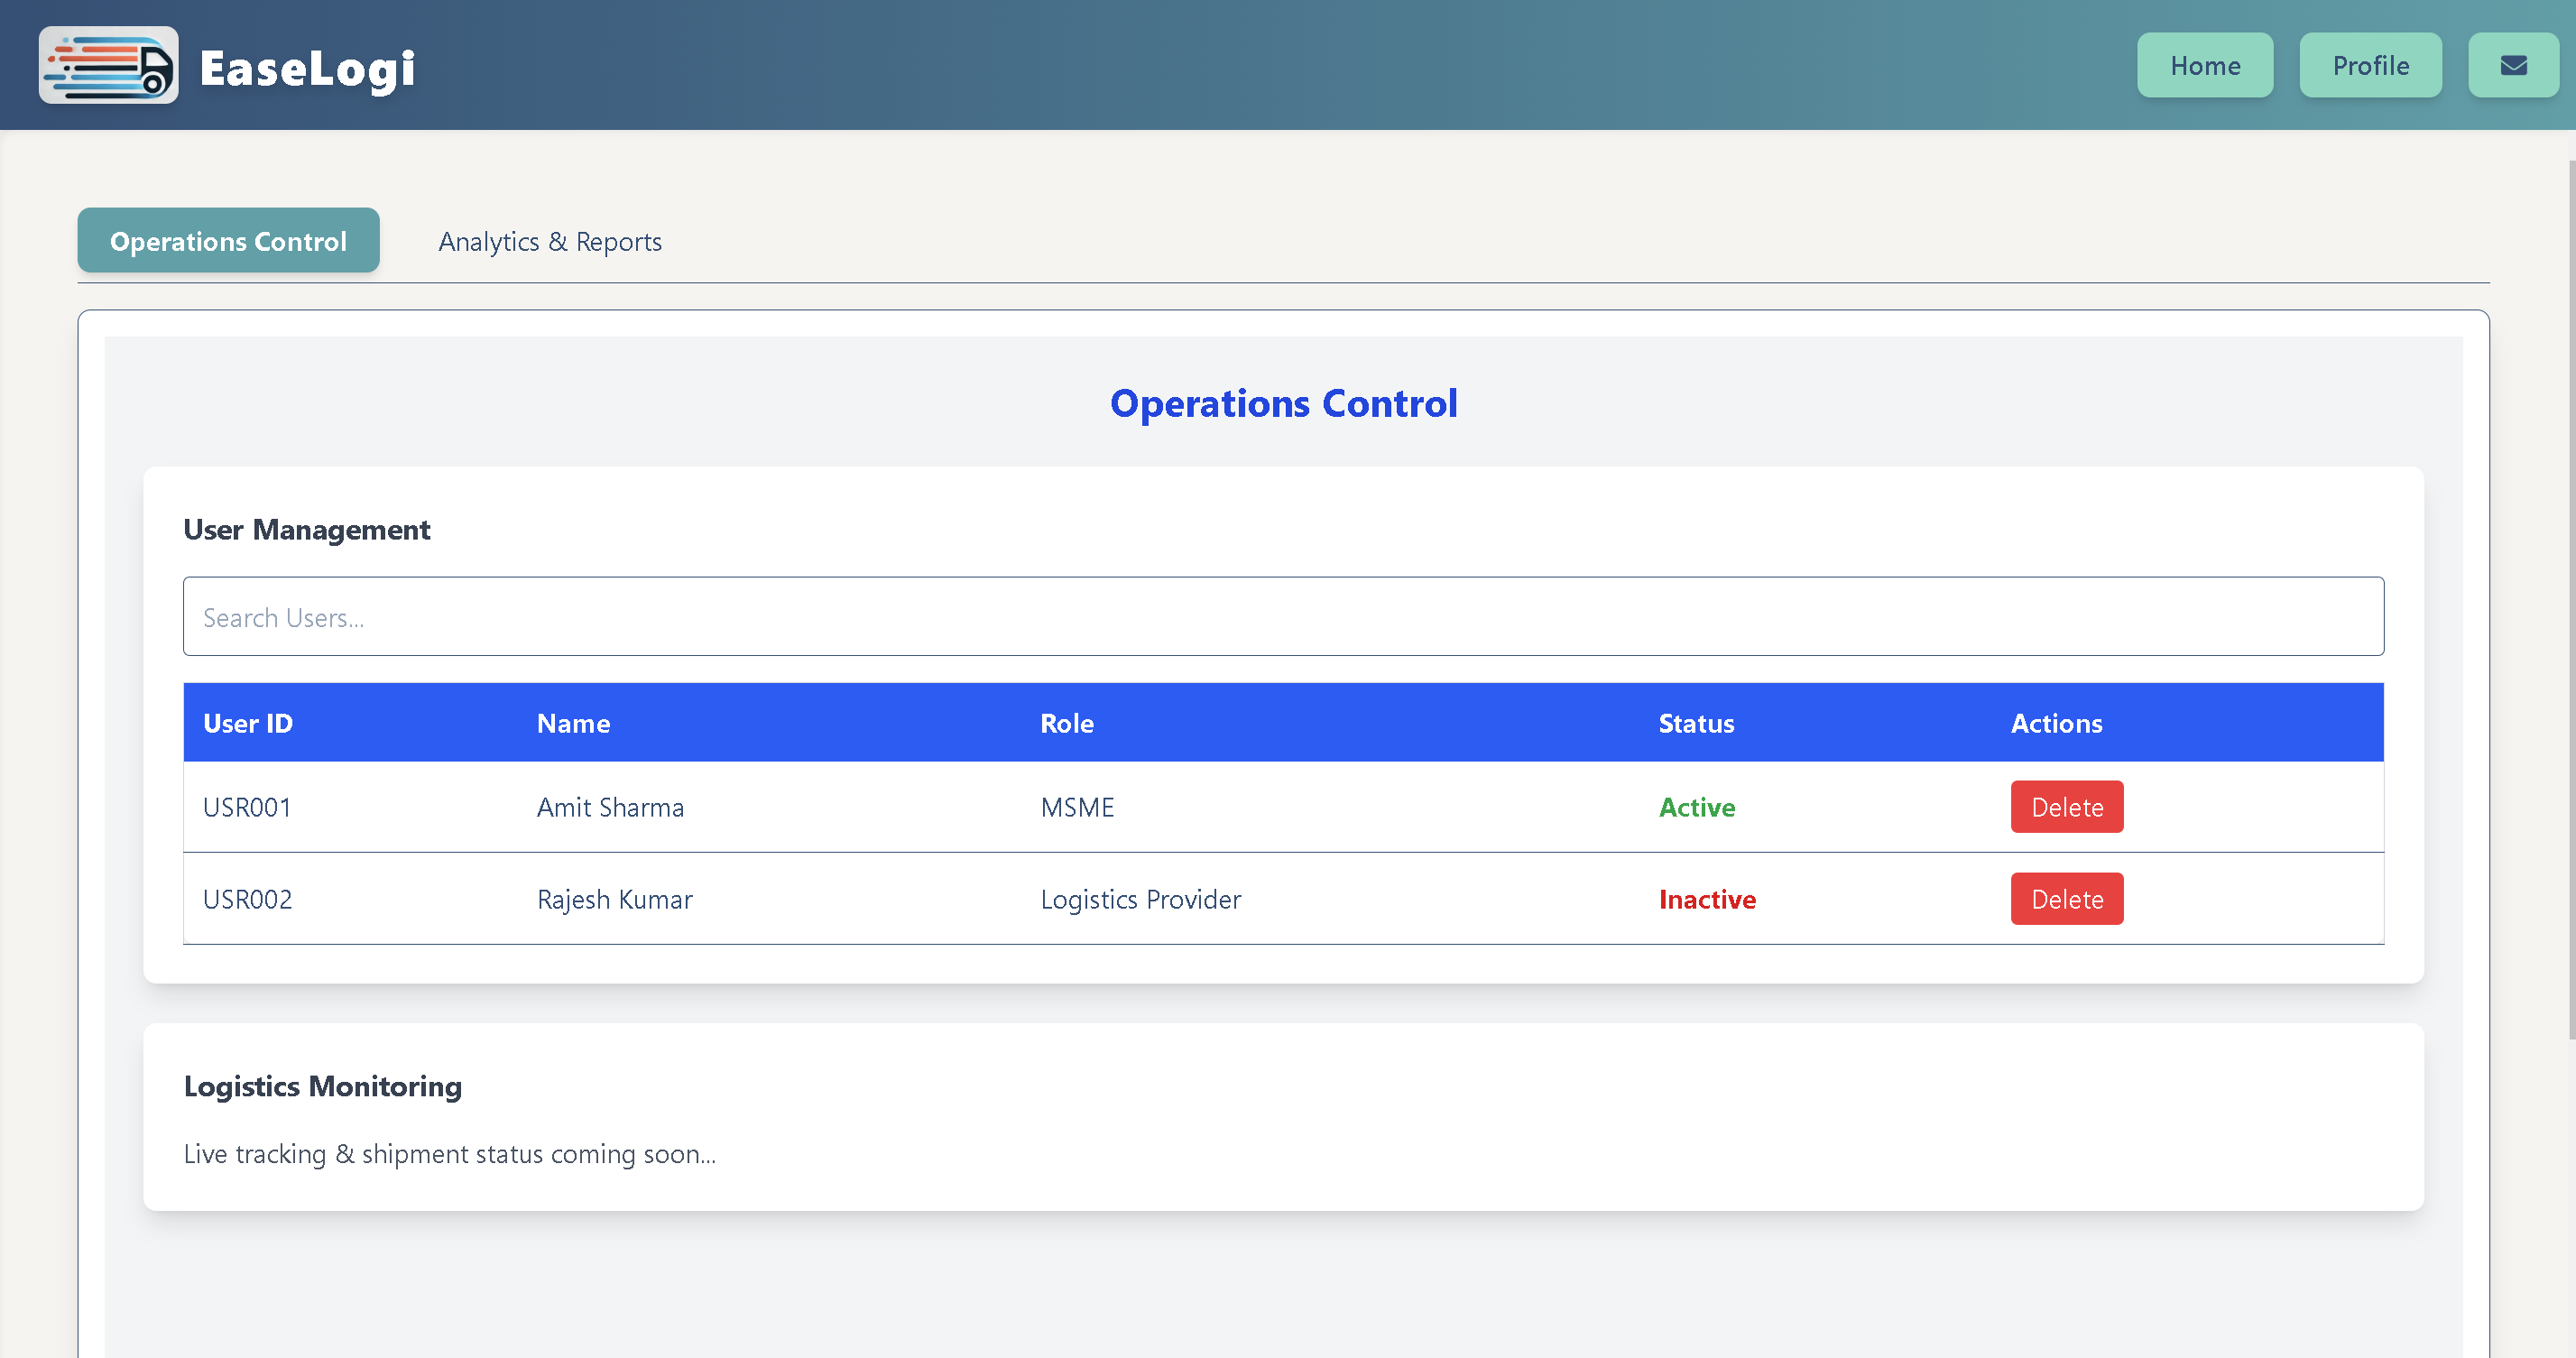 EaseLogi
Home
Profile
Operations Control
Analytics & Reports
Operations Control
User Management
Search Users...
User ID Name Role Status Actions
USR001 Amit Sharma MSME Active Delete
USR002 Rajesh Kumar Logistics Provider Inactive Delete
Logistics Monitoring
Live tracking & shipment status coming soon...